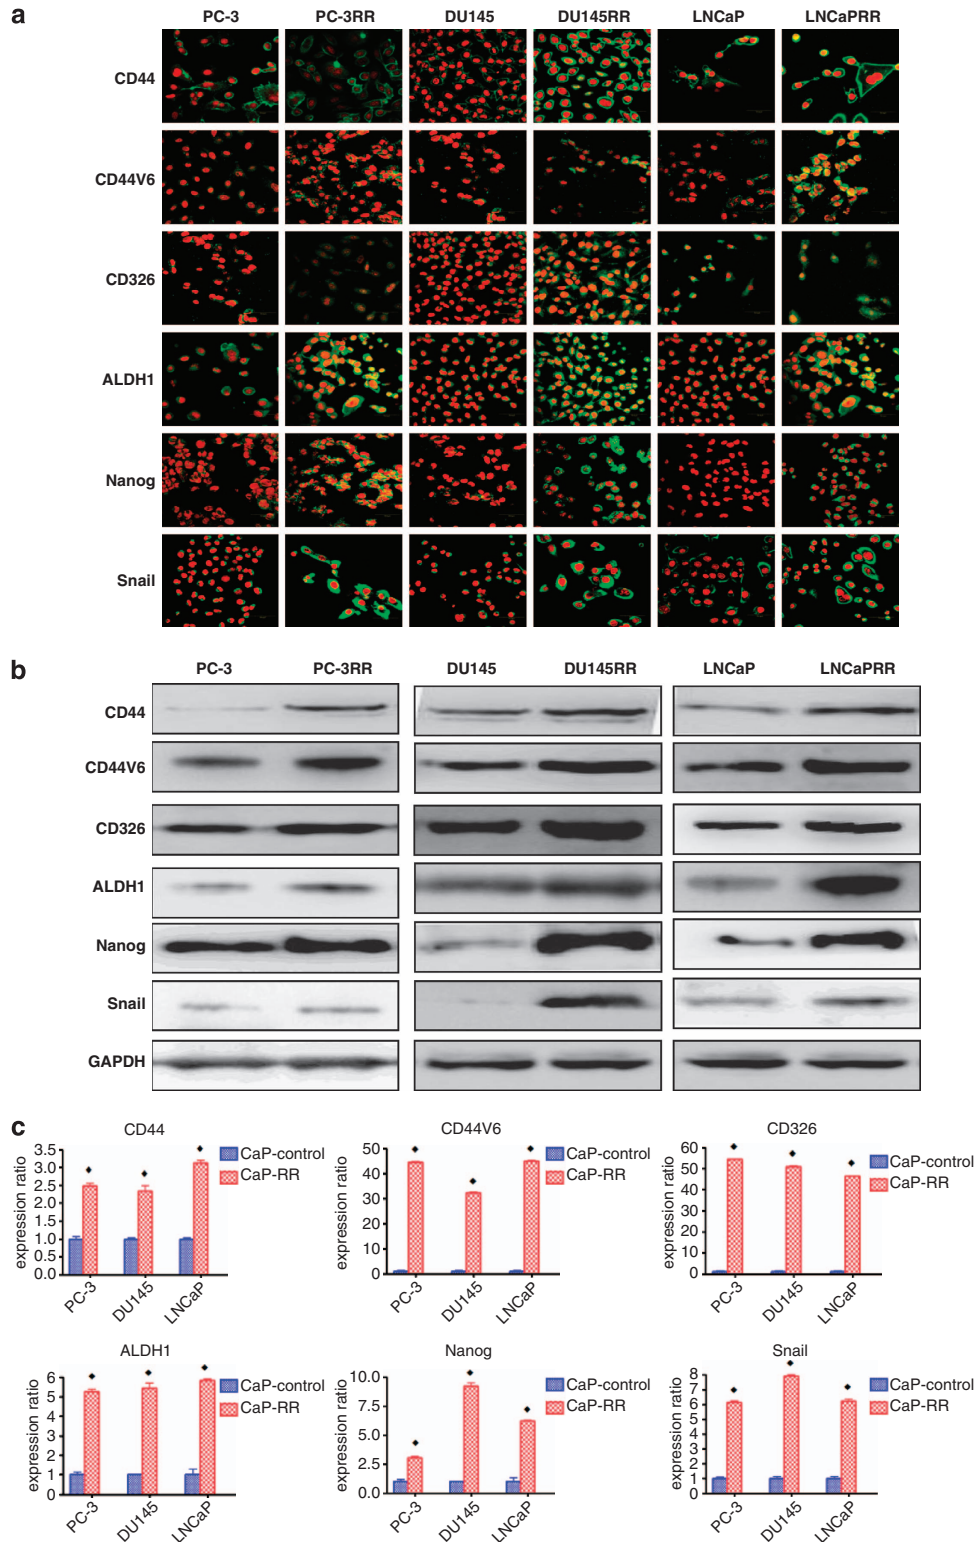 a
PC-3 PC-3RR DU145 DU145RR LNCaP LNCaPRR
CD44
CD44V6
CD326
ALDH1
Nanog
Snail
b
PC-3 PC-3RR DU145 DU145RR LNCaP LNCaPRR
CD44
CD44V6
CD326
ALDH1
Nanog
Snail
GAPDH
c
CD44
expression ratio
3.5
3.0
2.5
2.0
1.5
1.0
0.5
0.0
PC-3 DU145 LNCaP
CaP-control
CaP-RR
CD44V6
expression ratio
50
40
30
20
10
0
PC-3 DU145 LNCaP
CaP-control
CaP-RR
CD326
expression ratio
60
50
40
30
20
10
0
PC-3 DU145 LNCaP
CaP-control
CaP-RR
ALDH1
expression ratio
6
5
4
3
2
1
0
PC-3 DU145 LNCaP
CaP-control
CaP-RR
Nanog
expression ratio
10.0
7.5
5.0
2.5
0.0
PC-3 DU145 LNCaP
CaP-control
CaP-RR
Snail
expression ratio
8
7
6
5
4
3
2
1
0
PC-3 DU145 LNCaP
CaP-control
CaP-RR